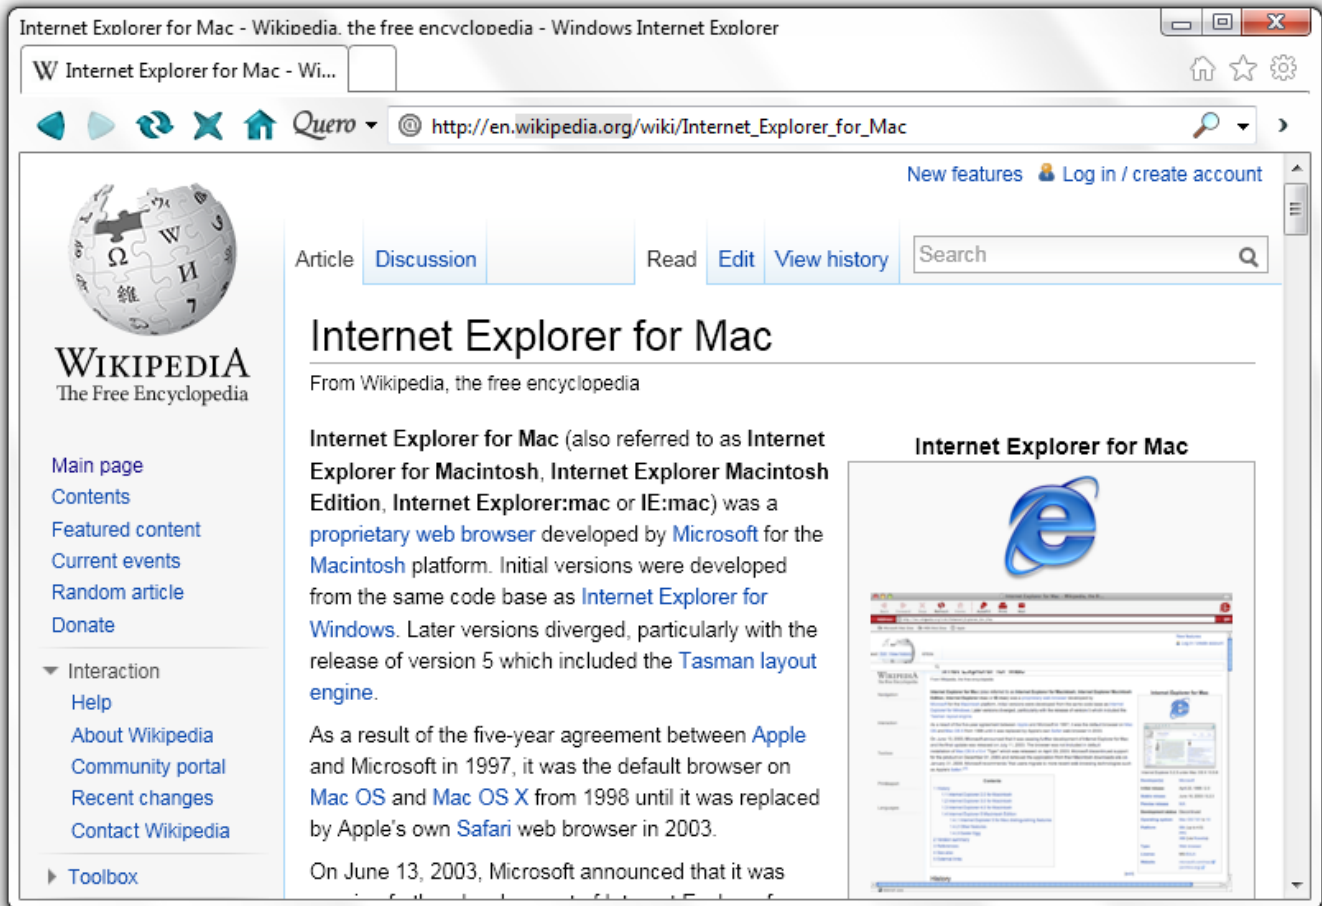 Internet Explorer for Mac - Wikipedia, the free encyclopedia - Windows Internet Explorer
W Internet Explorer for Mac - Wi...
Quero http://en.wikipedia.org/wiki/Internet_Explorer_for_Mac
New features Log in / create account
Article Discussion Read Edit View history Search
WIKIPEDIA
The Free Encyclopedia
Main page
Contents
Featured content
Current events
Random article
Donate
Interaction
Help
About Wikipedia
Community portal
Recent changes
Contact Wikipedia
Toolbox
Internet Explorer for Mac
From Wikipedia, the free encyclopedia
Internet Explorer for Mac (also referred to as Internet
Explorer for Macintosh, Internet Explorer Macintosh
Edition, Internet Explorer:mac or IE:mac) was a
proprietary web browser developed by Microsoft for the
Macintosh platform. Initial versions were developed
from the same code base as Internet Explorer for
Windows. Later versions diverged, particularly with the
release of version 5 which included the Tasman layout
engine.
As a result of the five-year agreement between Apple
and Microsoft in 1997, it was the default browser on
Mac OS and Mac OS X from 1998 until it was replaced
by Apple's own Safari web browser in 2003.
On June 13, 2003, Microsoft announced that it was
Internet Explorer for Mac